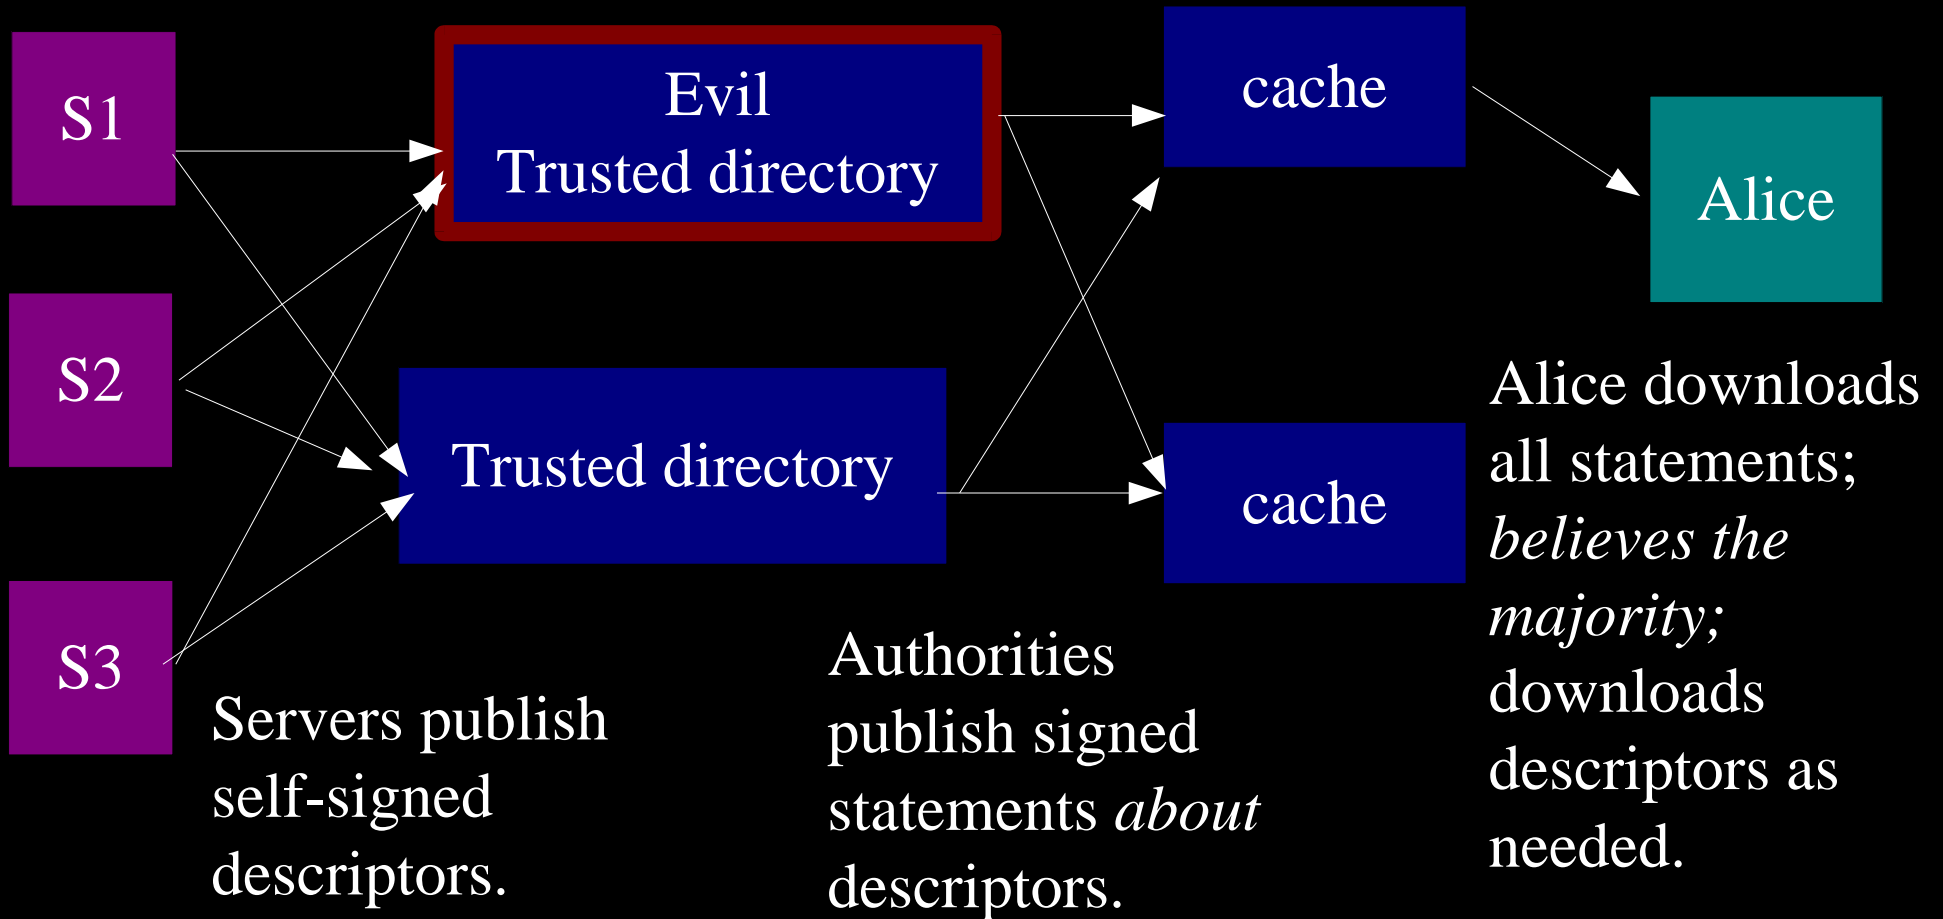 S1
Evil
Trusted directory
cache
Alice
S2
Trusted directory
cache
S3
Servers publish
self-signed
descriptors.
Authorities
publish signed
statements about
descriptors.
Alice downloads
all statements;
believes the
majority;
downloads
descriptors as
needed.